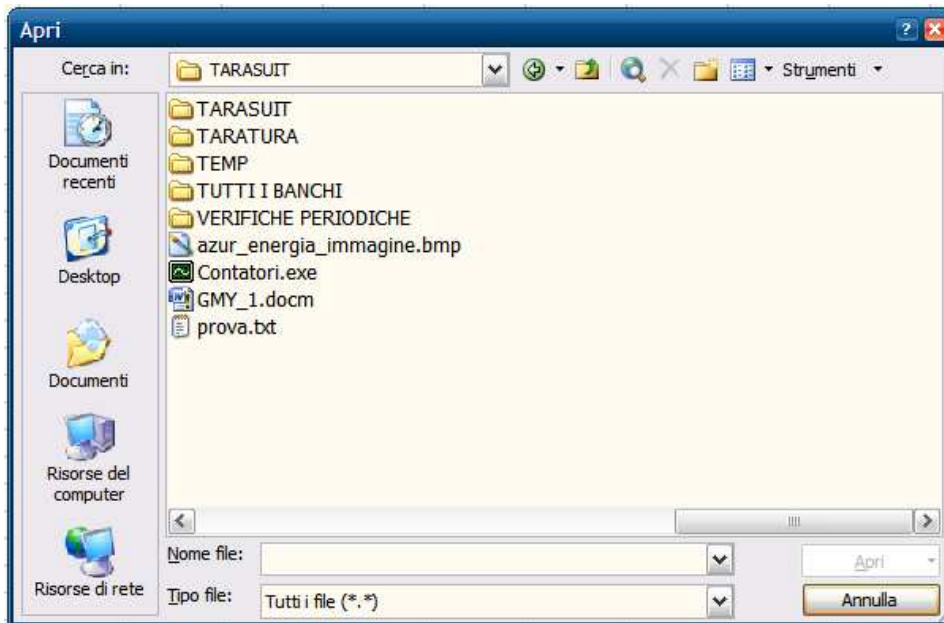 Apri
Cerca in:
TARASUIT
Strumenti
Documenti
recenti
Desktop
Documenti
Risorse del
computer
Risorse di rete
TARASUIT
TARATURA
TEMP
TUTTI I BANCHI
VERIFICHE PERIODICHE
azur_energia_immagine.bmp
Contatori.exe
GMY_1.docm
prova.txt
Nome file:
Apri
Tipo file:
Tutti i file (*.*)
Annulla